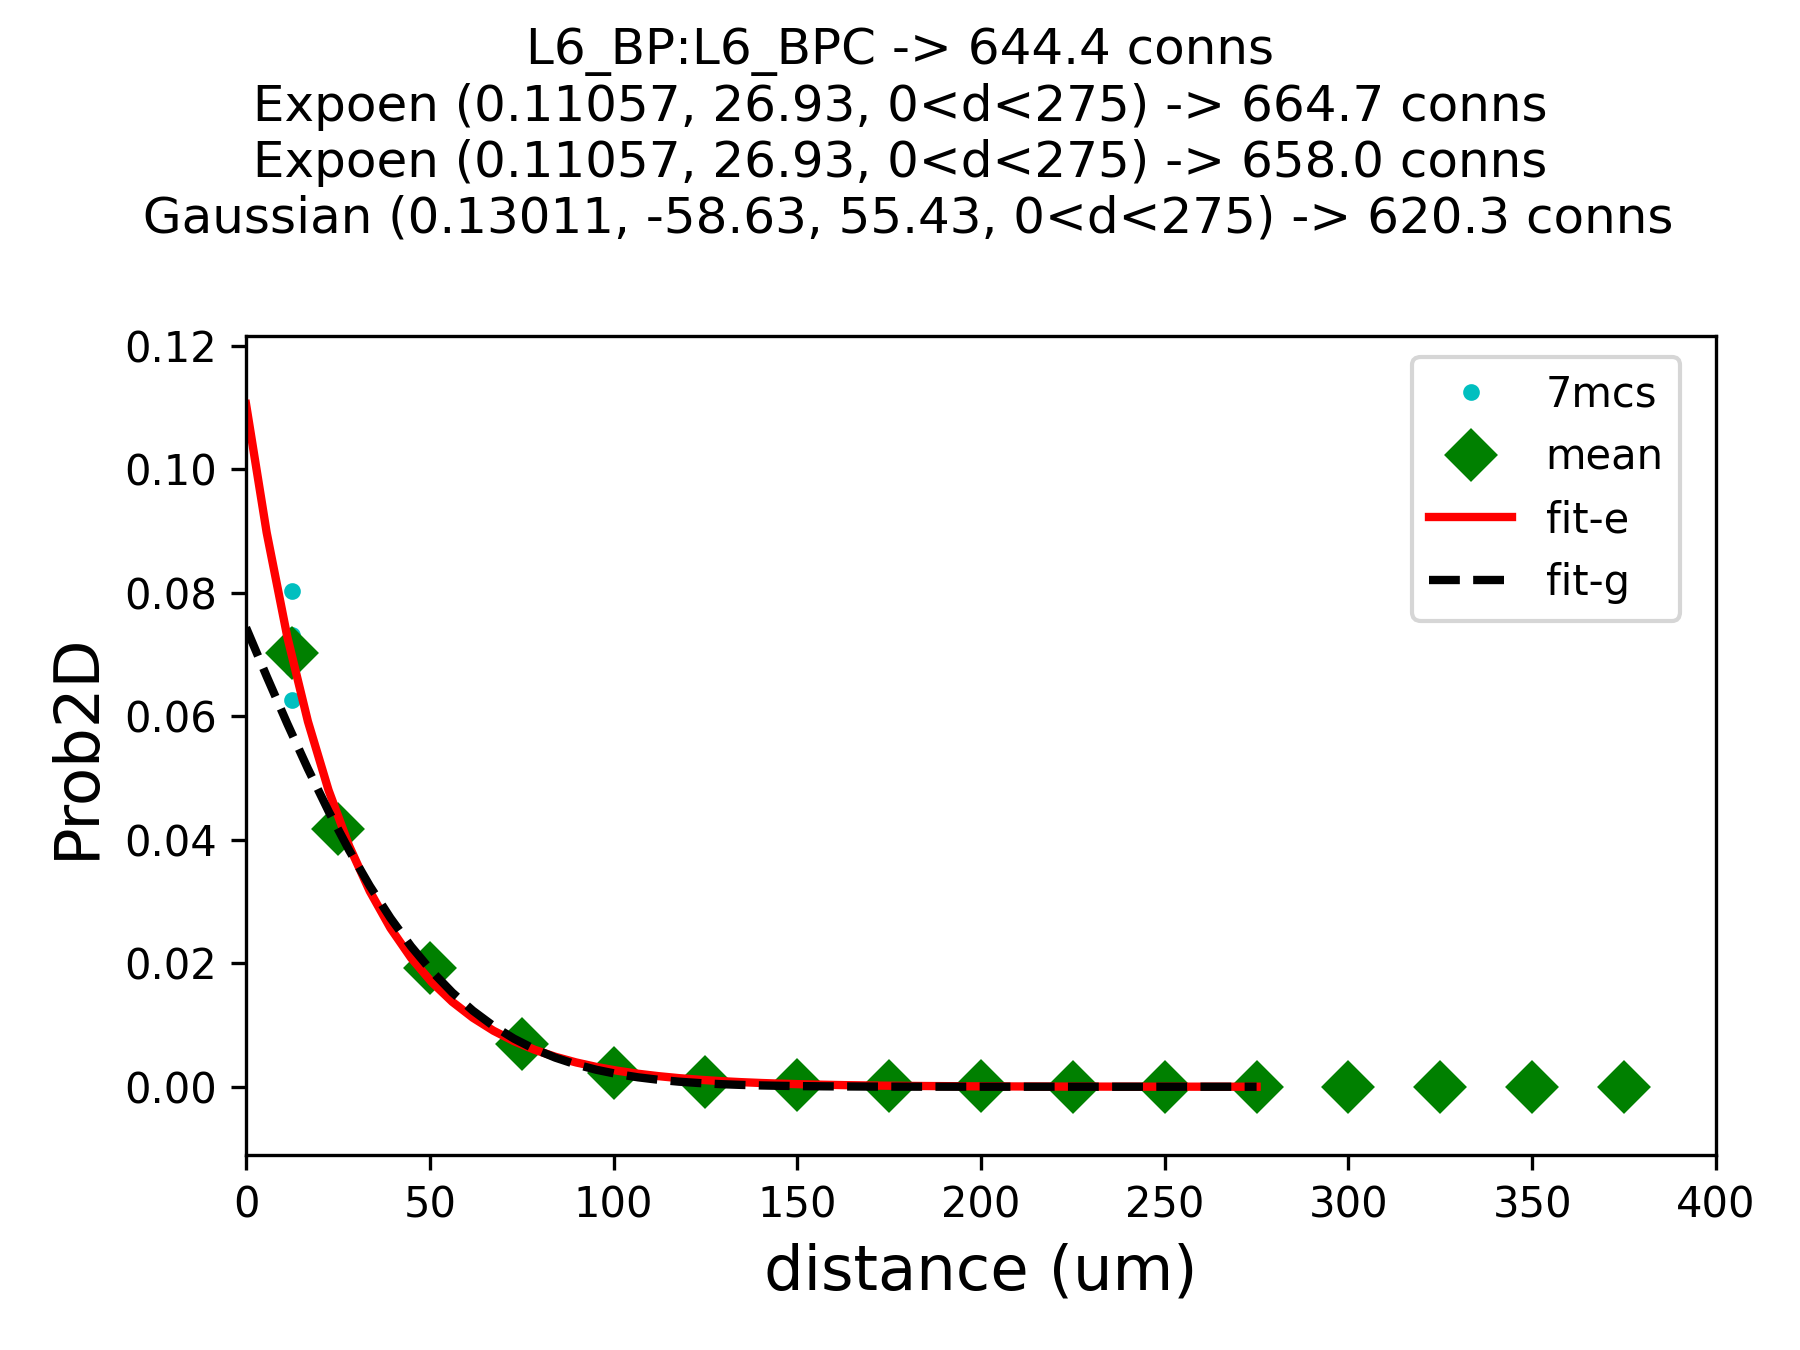 L6_BP:L6_BPC -> 644.4 conns
Expoen (0.11057, 26.93, 0<d<275) -> 664.7 conns
Expoen (0.11057, 26.93, 0<d<275) -> 658.0 conns
Gaussian (0.13011, -58.63, 55.43, 0<d<275) -> 620.3 conns
0.12
0.10
0.08
0.06
0.04
0.02
0.00
Prob2D
7mcs
mean
fit-e
fit-g
0 50 100 150 200 250 300 350 400
distance (um)